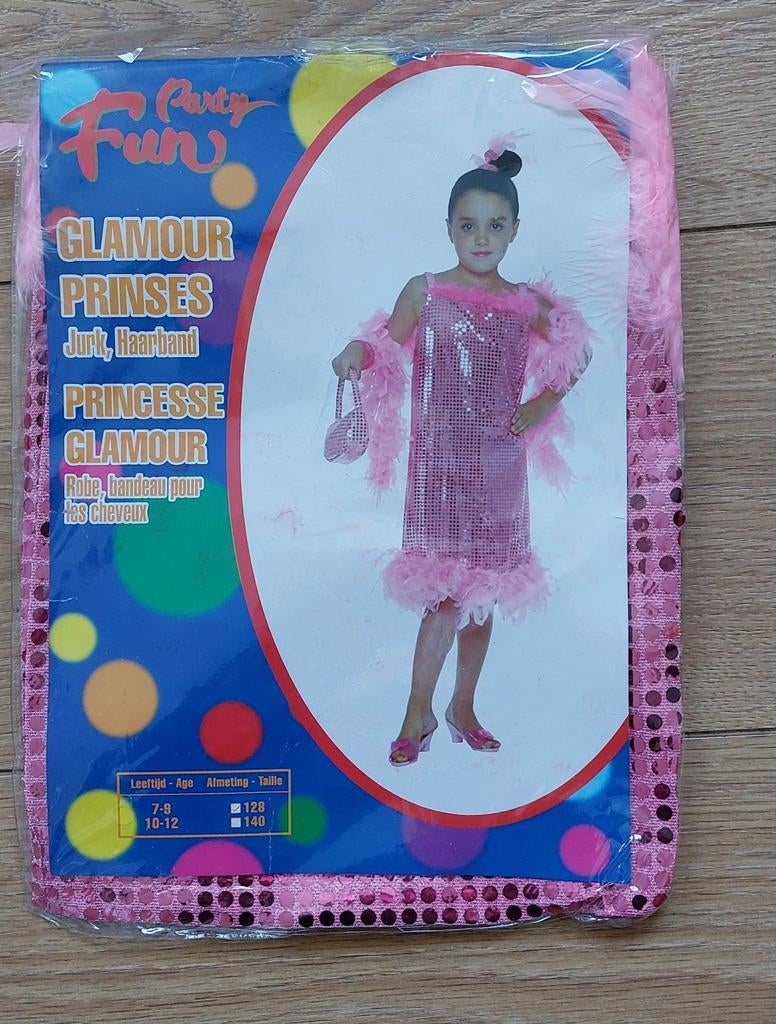 Party
Fun
GLAMOUR
PRINSES
Jurk, Haarband
PRINCESSE
GLAMOUR
Robe, bandeau pour
les cheveux
Leeftijd - Age Afmeting - Taille
7-9 128
10-12 140